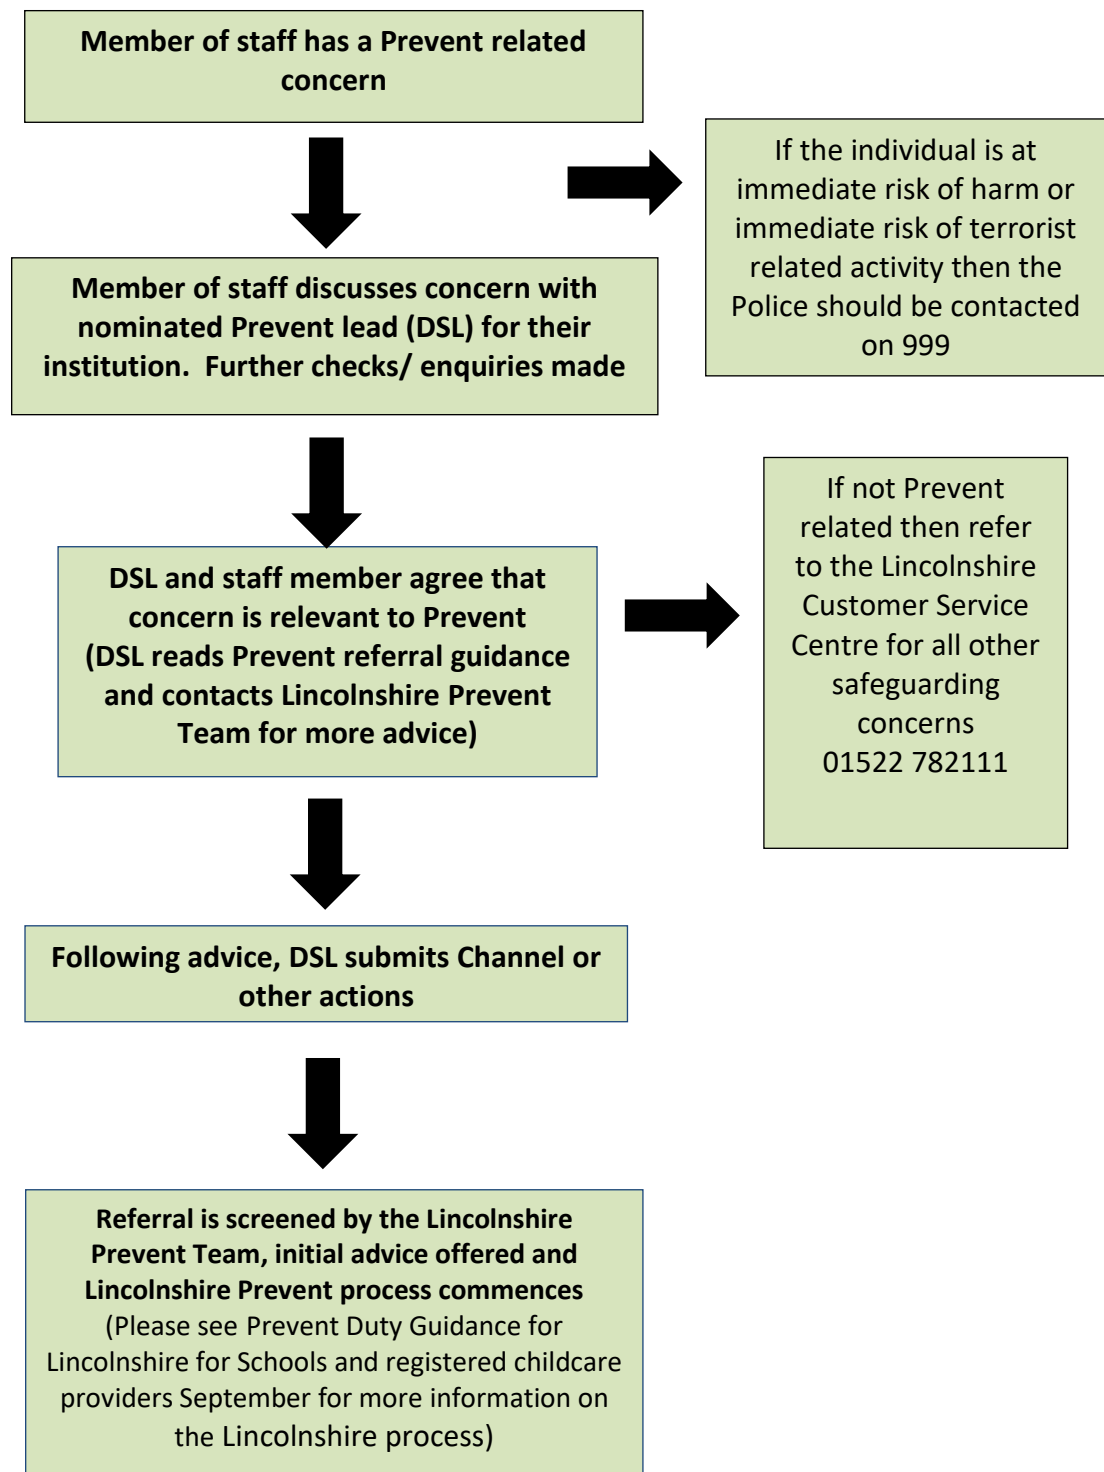 Member of staff has a Prevent related
concern
If the individual is at
immediate risk of harm or
immediate risk of terrorist
related activity then the
Police should be contacted
on 999
Member of staff discusses concern with
nominated Prevent lead (DSL) for their
institution.  Further checks/ enquiries made
If not Prevent
related then refer
to the Lincolnshire
Customer Service
Centre for all other
safeguarding
concerns
01522 782111
DSL and staff member agree that
concern is relevant to Prevent
(DSL reads Prevent referral guidance
and contacts Lincolnshire Prevent
Team for more advice)
Following advice, DSL submits Channel or
other actions
Referral is screened by the Lincolnshire
Prevent Team, initial advice offered and
Lincolnshire Prevent process commences
(Please see Prevent Duty Guidance for
Lincolnshire for Schools and registered childcare
providers September for more information on
the Lincolnshire process)